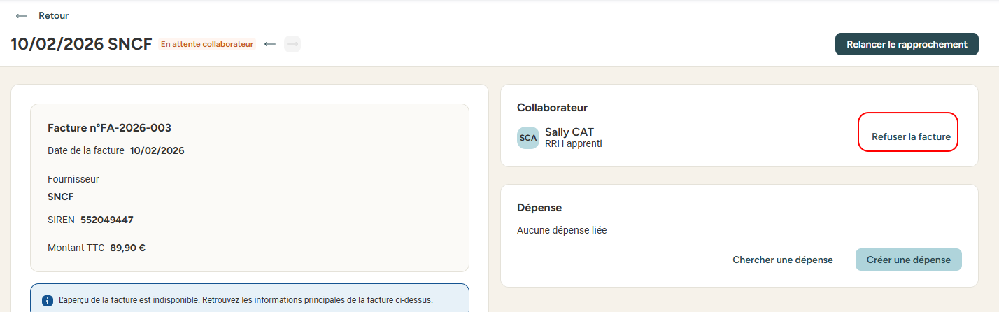 ← Retour
10/02/2026 SNCF En attente collaborateur ← →
Relancer le rapprochement
Facture n°FA-2026-003
Date de la facture 10/02/2026
Fournisseur
SNCF
SIREN 552049447
Montant TTC 89,90 €
L'aperçu de la facture est indisponible. Retrouvez les informations principales de la facture ci-dessus.
Collaborateur
SCA Sally CAT
RRH apprenti
Refuser la facture
Dépense
Aucune dépense liée
Chercher une dépense Créer une dépense